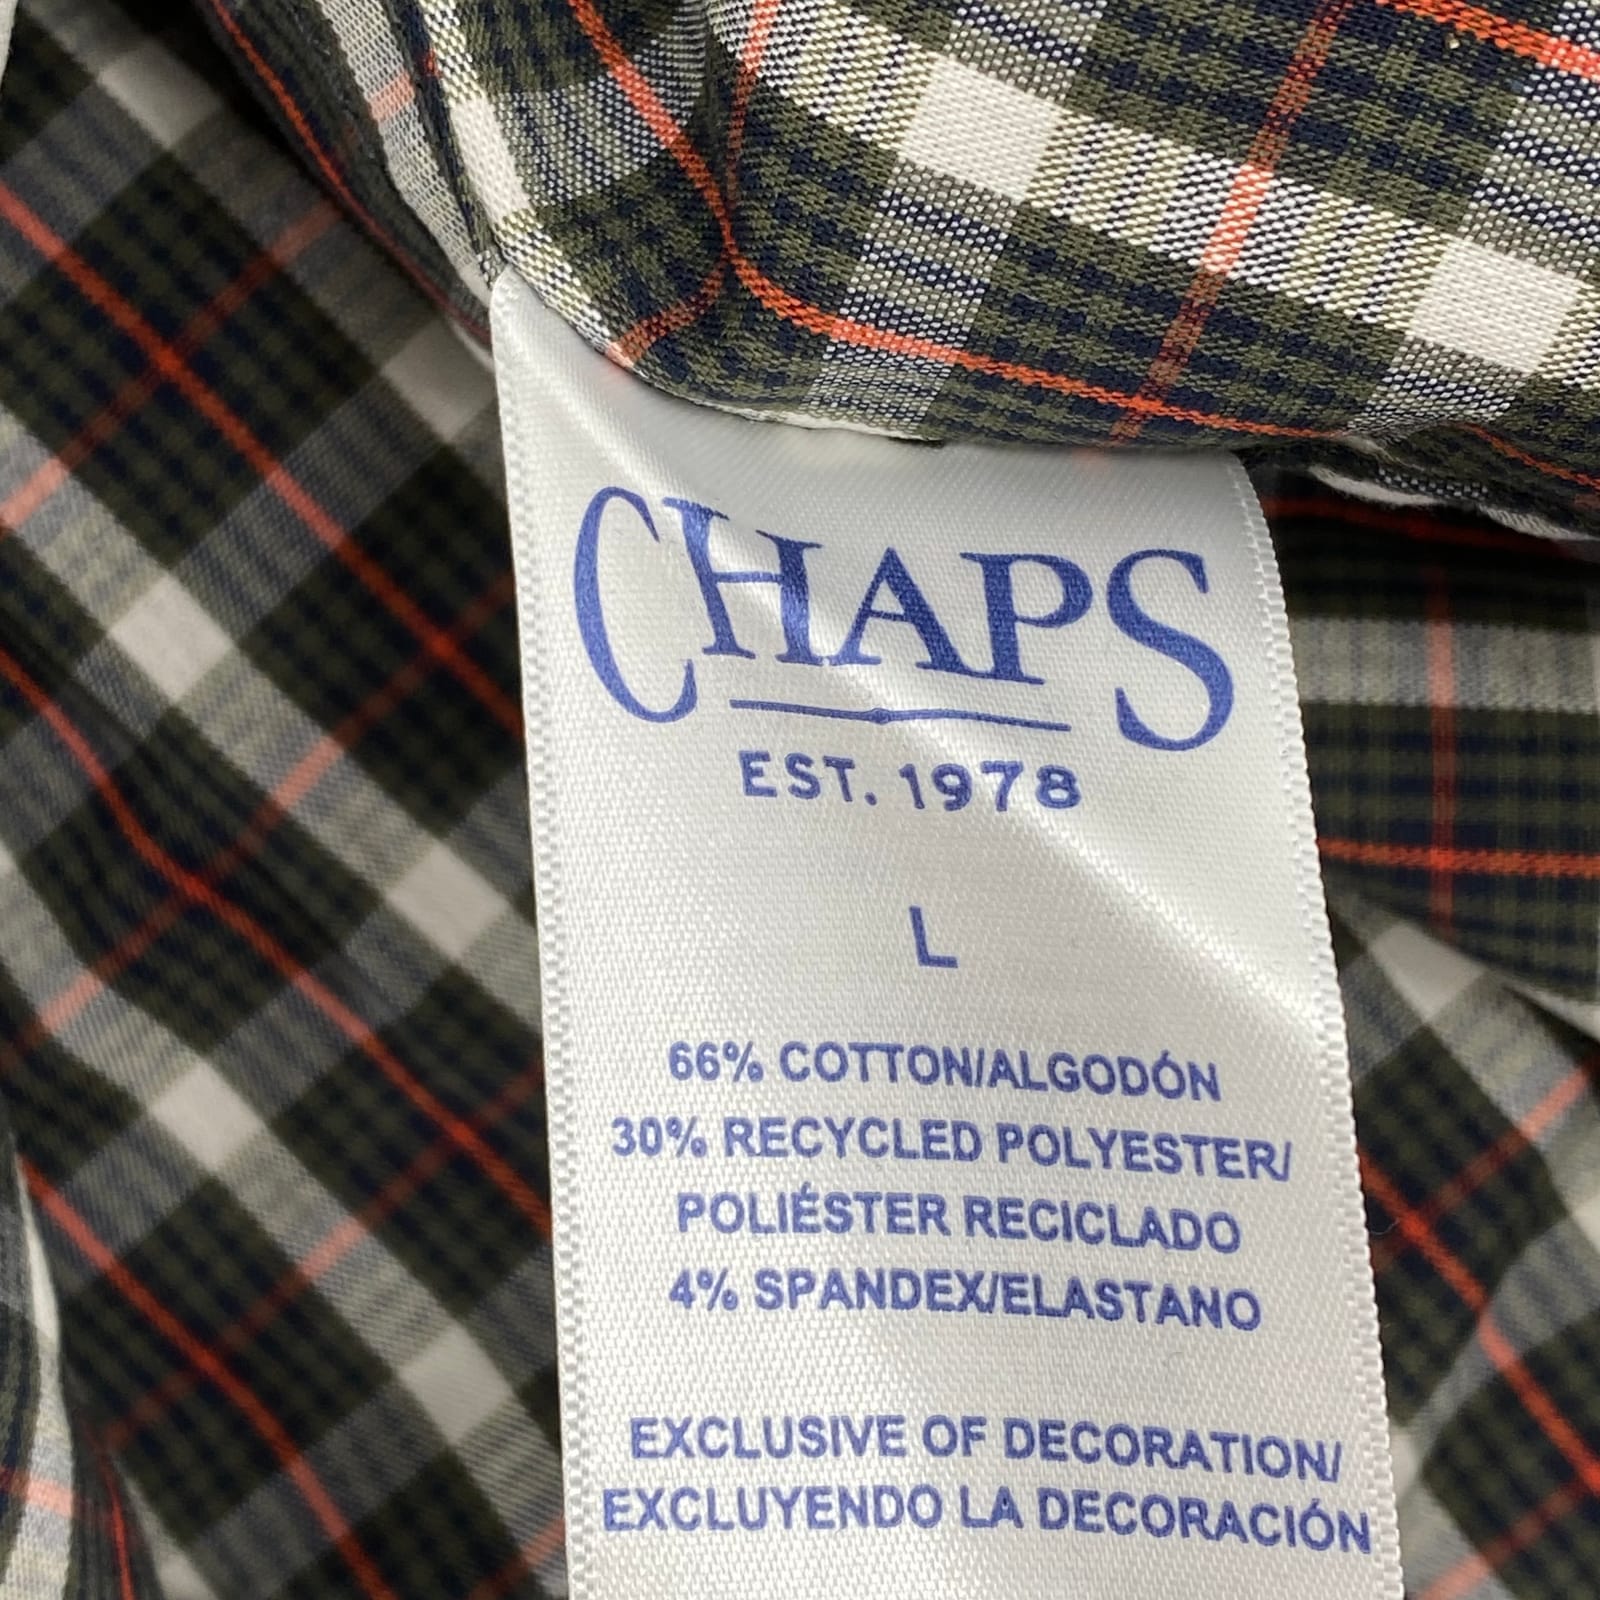 CHAPS
EST. 1978
L
66% COTTON/ALGODÓN
30% RECYCLED POLYESTER/
POLIÉSTER RECICLADO
4% SPANDEX/ELASTANO
EXCLUSIVE OF DECORATION/
EXCLUYENDO LA DECORACIÓN